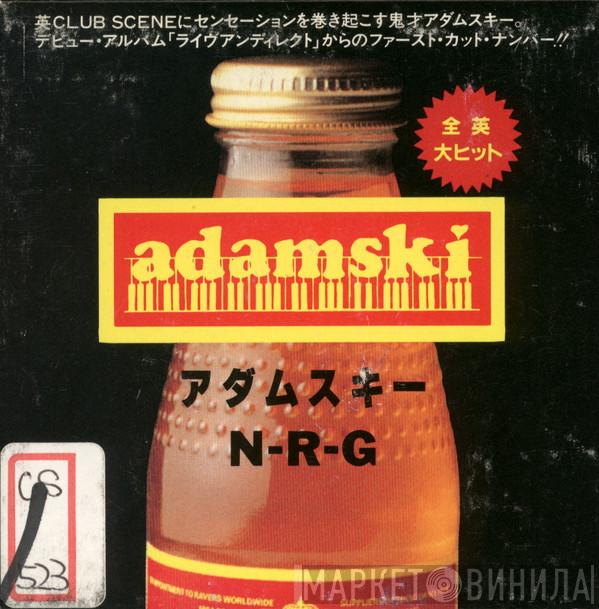 英CLUB SCENEにセンセーションを巻き起こす鬼才アダムスキー。
デビュー・アルバム「ライヴアンディレクト」からのファースト・カット・ナンバー!!
全英
大ヒット
adamski
アダムスキー
N-R-G
CS
523
APPOINTMENT TO RAVERS WORLDWIDE
МАРКЕТ ВИНИЛА